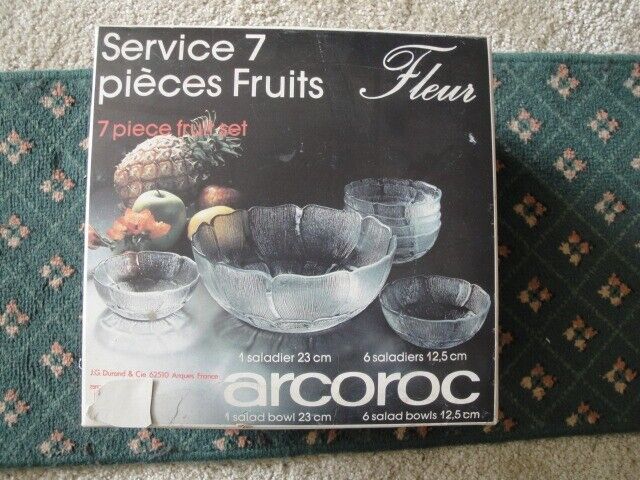 Service 7
pièces Fruits
Fleur
7 piece fruit set
1 saladier 23 cm
6 saladiers 12,5 cm
J.G. Durand & Cie 62510 Arques France
arcoroc
1 salad bowl 23 cm
6 salad bowls 12,5 cm